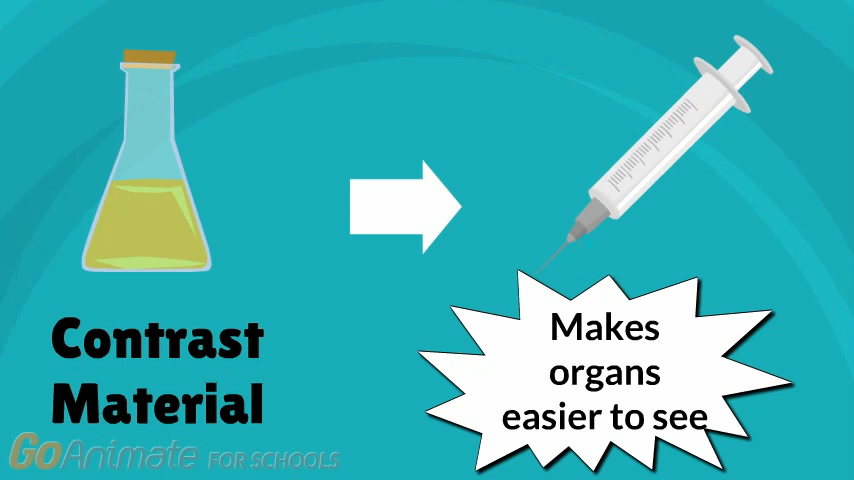 Contrast
Material
Makes
organs
easier to see
GoAnimate FOR SCHOOLS